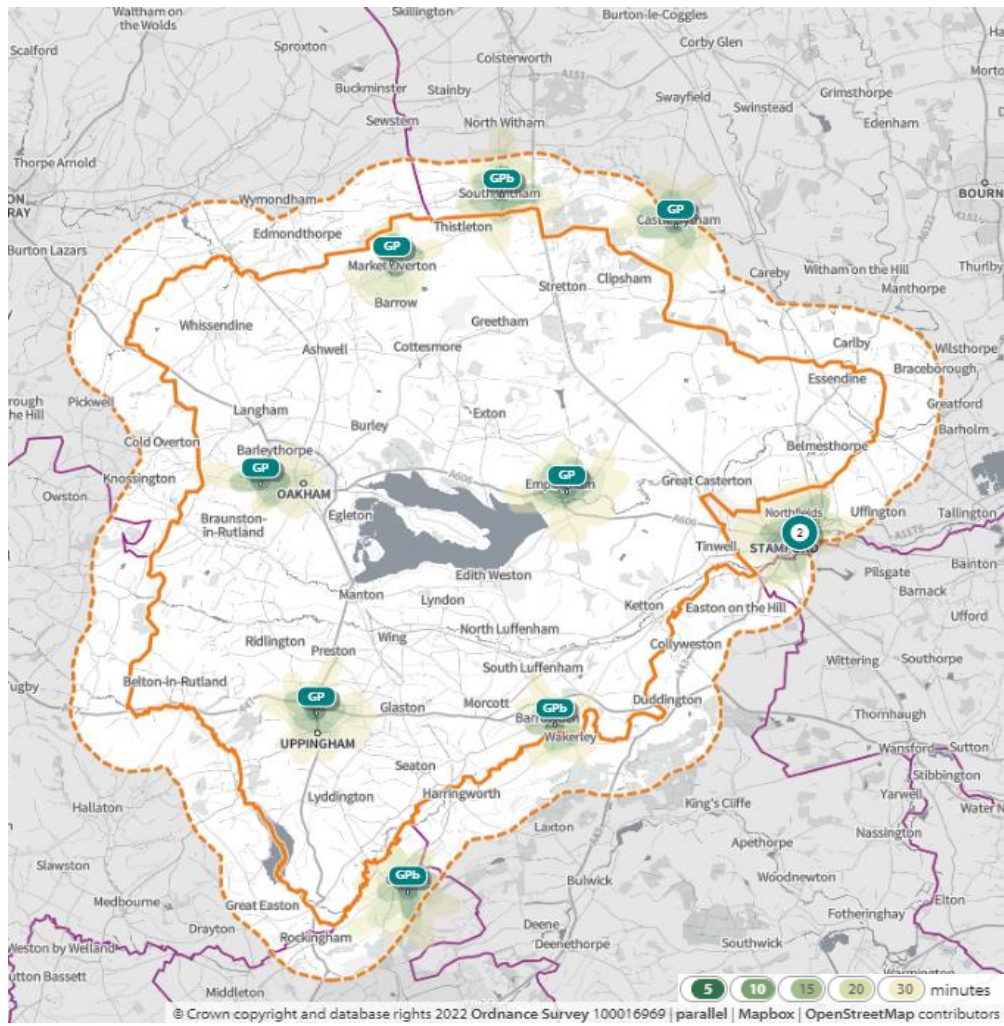 Waltham on
the Wolds
Skillington
Burton-le-Coggles
Scalford
Sproxton
Colsterworth
Corby Glen
A151
Buckminster
Stainby
Swayfield
Grimsthorpe
Swinstead
Sewstern
North Witham
Edenham
Thorpe Arnold
GPb
Wymondham
GP
Edmondthorpe
Thistleton
Burton Lazars
GP
Careby
Witham on the Hill
Thurlby
Market Overton
Clipsham
Manthorpe
Stretton
Barrow
Whissendine
Greetham
Carlby
Wilsthorpe
Ashwell
Cottesmore
Braceborough
Essendine
Pickwell
Langham
Exton
Greatford
Burley
Cold Overton
Barleythorpe
Belmesthorpe
Barholm
GP
GP
Knossington
A606
Great Casterton
OAKHAM
Owston
Egleton
Northfields
Uffington
Tallington
Braunston-
in-Rutland
A606
2
A1175
Tinwell
STAMFORD
Bainton
Edith Weston
Pilsgate
Manton
Lyndon
Barnack
Ketton
Easton on the Hill
Ufford
Ridlington
Wing
North Luffenham
Preston
Collyweston
South Luffenham
Wittering
Southorpe
Belton-in-Rutland
GP
Glaston
Morcott
GPb
Duddington
A43
Thornhaugh
Wakerley
UPPINGHAM
Wansford
Sutton
Seaton
Stibbington
Hallaton
Lyddington
Harringworth
King's Cliffe
Yarwell
Laxton
Nassington
Slawston
GPb
Apethorpe
Bulwick
Woodnewton
Medbourne
Great Easton
Elton
Drayton
Deene
Fotheringhay
Rockingham
Deenethorpe
Southwick
Weston by Welland
Middleton
5 10 15 20 30 minutes
© Crown copyright and database rights 2022 Ordnance Survey 100016969 | parallel | Mapbox | OpenStreetMap contributors